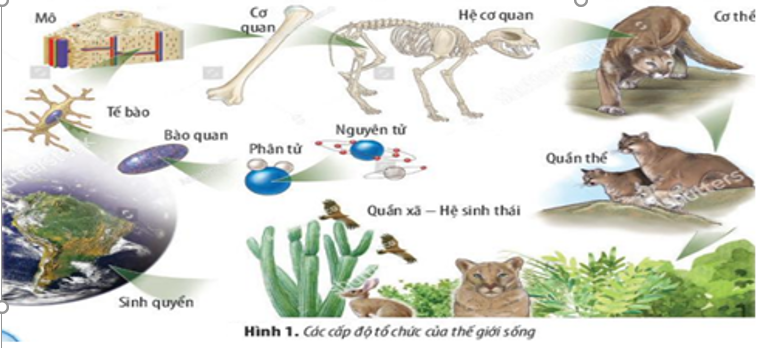 Mô
Cơ
quan
Hệ cơ quan
Cơ thể
Tế bào
Bào quan
Phân tử
Nguyên tử
Quần thể
Quần xã – Hệ sinh thái
Sinh quyển
Hình 1. Các cấp độ tổ chức của thế giới sống